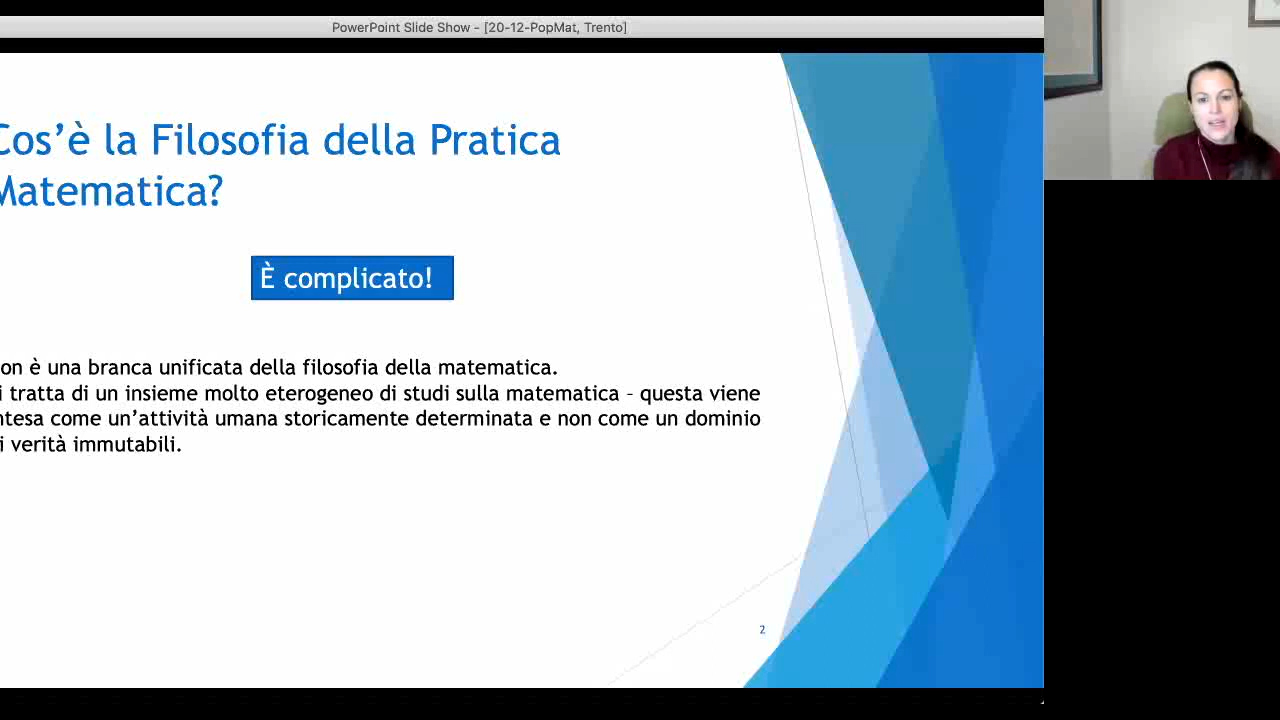 PowerPoint Slide Show - [20-12-PopMat, Trento]
Cos’è la Filosofia della Pratica
Matematica?
È complicato!
on è una branca unificata della filosofia della matematica.
i tratta di un insieme molto eterogeneo di studi sulla matematica – questa viene
ntesa come un’attività umana storicamente determinata e non come un dominio
i verità immutabili.
2